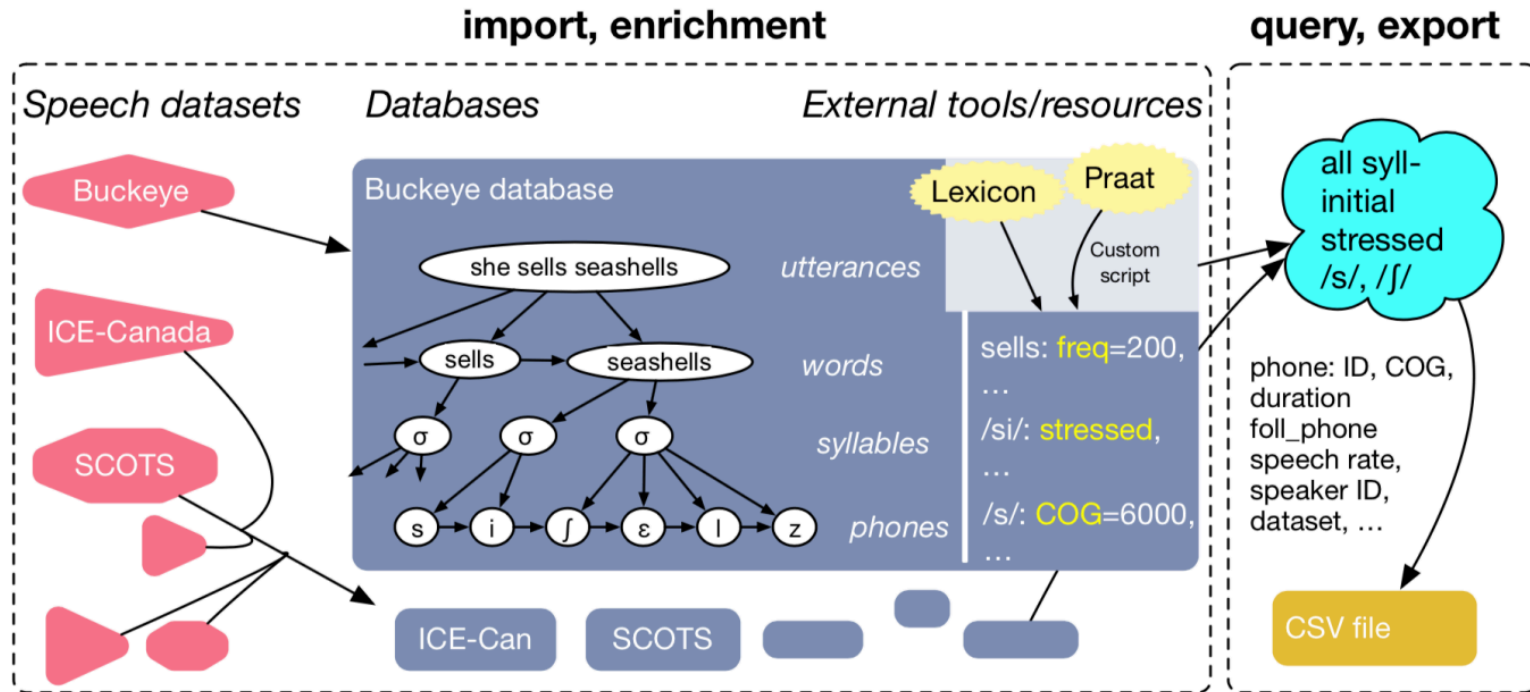 import, enrichment
query, export
Speech datasets
Databases
External tools/resources
Buckeye
ICE-Canada
SCOTS
Buckeye database
Lexicon
Praat
Custom
script
she sells seashells
utterances
sells
seashells
words
σ
σ
σ
syllables
s
i
ʃ
ɛ
l
z
phones
sells: freq=200,
...
/si/: stressed,
...
/s/: COG=6000,
...
ICE-Can
SCOTS
all syll-
initial
stressed
/s/, /ʃ/
phone: ID, COG,
duration
foll_phone
speech rate,
speaker ID,
dataset, ...
CSV file